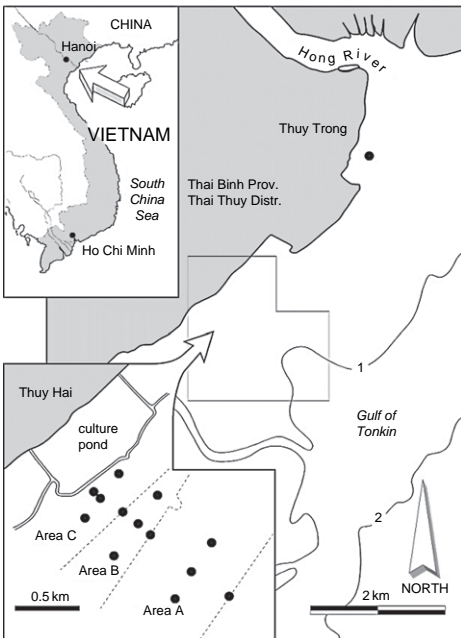 CHINA
Hanoi
VIETNAM
South
China
Sea
Ho Chi Minh
Hong River
Thuy Trong
Thai Binh Prov.
Thai Thuy Distr.
1
Gulf of
Tonkin
2
NORTH
2 km
Thuy Hai
culture
pond
Area C
Area B
Area A
0.5 km